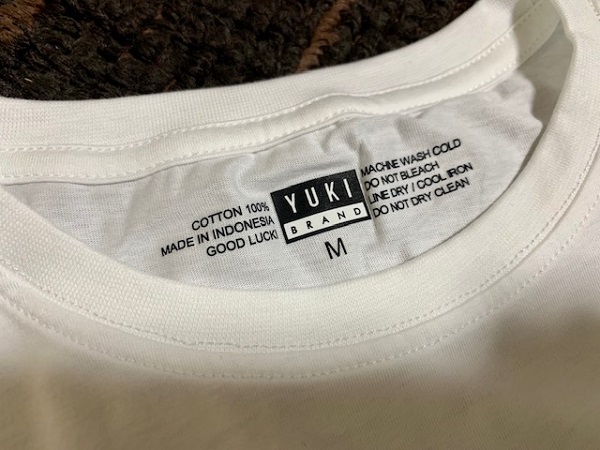 COTTON 100%
MADE IN INDONESIA
GOOD LUCK!
YUKI
BRAND
M
MACHNE WASH COLD
DO NOT BLEACH
LINE DRY / COOL IRON
DO NOT DRY CLEAN